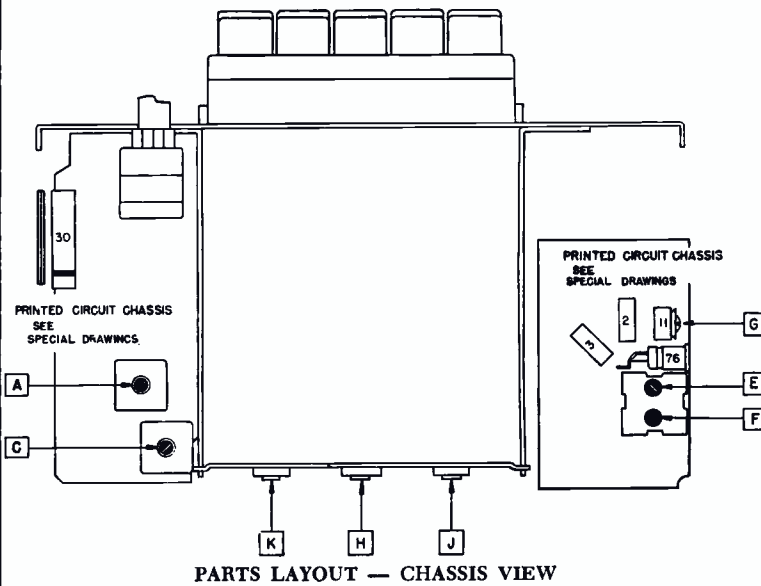 30
PRINTED CIRCUIT CHASSIS
SEE
SPECIAL DRAWINGS
A
C
K
H
J
PRINTED CIRCUIT CHASSIS
SEE
SPECIAL DRAWINGS
2
11
G
3
76
E
F
PARTS LAYOUT — CHASSIS VIEW